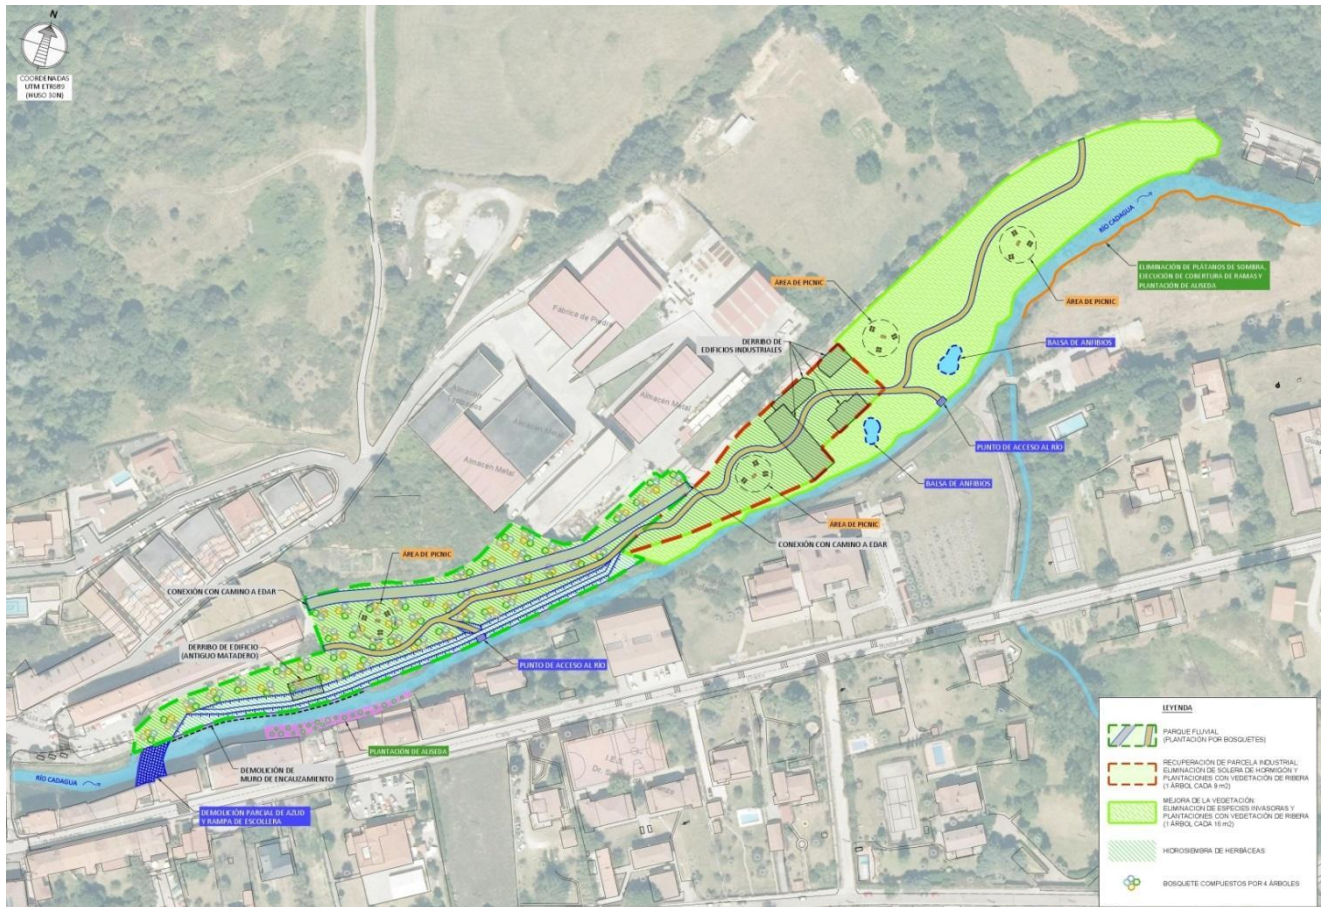 N
COORDENADAS
UTM ETRS89
(HUSO 30N)
RÍO CADAGUA
ELIMINACIÓN DE PLÁTANOS DE SOMBRA,
EJECUCIÓN DE COBERTURA DE RAMAS Y
PLANTACIÓN DE ALISEDA
ÁREA DE PICNIC
ÁREA DE PICNIC
Fábrica de Piedra
DERRIBO DE
EDIFICIOS INDUSTRIALES
BALSA DE ANFIBIOS
Almacén Metal
Almacén Metal
PUNTO DE ACCESO AL RÍO
BALSA DE ANFIBIOS
ÁREA DE PICNIC
CONEXIÓN CON CAMINO A EDAR
ÁREA DE PICNIC
CONEXIÓN CON CAMINO A EDAR
DERRIBO DE EDIFICIO
(ANTIGUO MATADERO)
PUNTO DE ACCESO AL RÍO
PLANTACIÓN DE ALISEDA
I.E.S.
DEMOLICIÓN DE
MURO DE ENCAUZAMIENTO
RÍO CADAGUA
DEMOLICIÓN PARCIAL DE AZUD
Y RAMPA DE ESCOLLERA
LEYENDA
PARQUE FLUVIAL
(PLANTACIÓN POR BOSQUETES)
RECUPERACIÓN DE PARCELA INDUSTRIAL:
ELIMINACIÓN DE SOLERA DE HORMIGÓN Y
PLANTACIONES CON VEGETACIÓN DE RIBERA
(1 ÁRBOL CADA 9 m2)
MEJORA DE LA VEGETACIÓN:
ELIMINACIÓN DE ESPECIES INVASORAS Y
PLANTACIONES CON VEGETACIÓN DE RIBERA
(1 ÁRBOL CADA 16 m2)
HIDROSIEMBRA DE HERBÁCEAS
BOSQUETE COMPUESTOS POR 4 ÁRBOLES